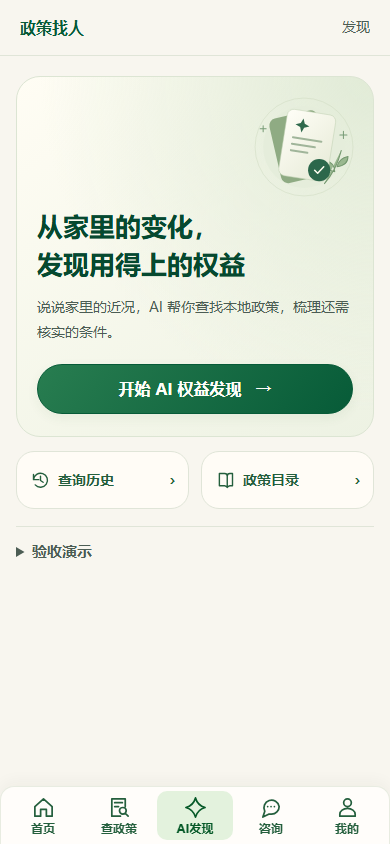 政策找人
发现
从家里的变化，
发现用得上的权益
说说家里的近况，AI 帮你查找本地政策，梳理还需
核实的条件。
开始 AI 权益发现 →
查询历史 ›
政策目录 ›
▶ 验收演示
首页
查政策
AI发现
咨询
我的